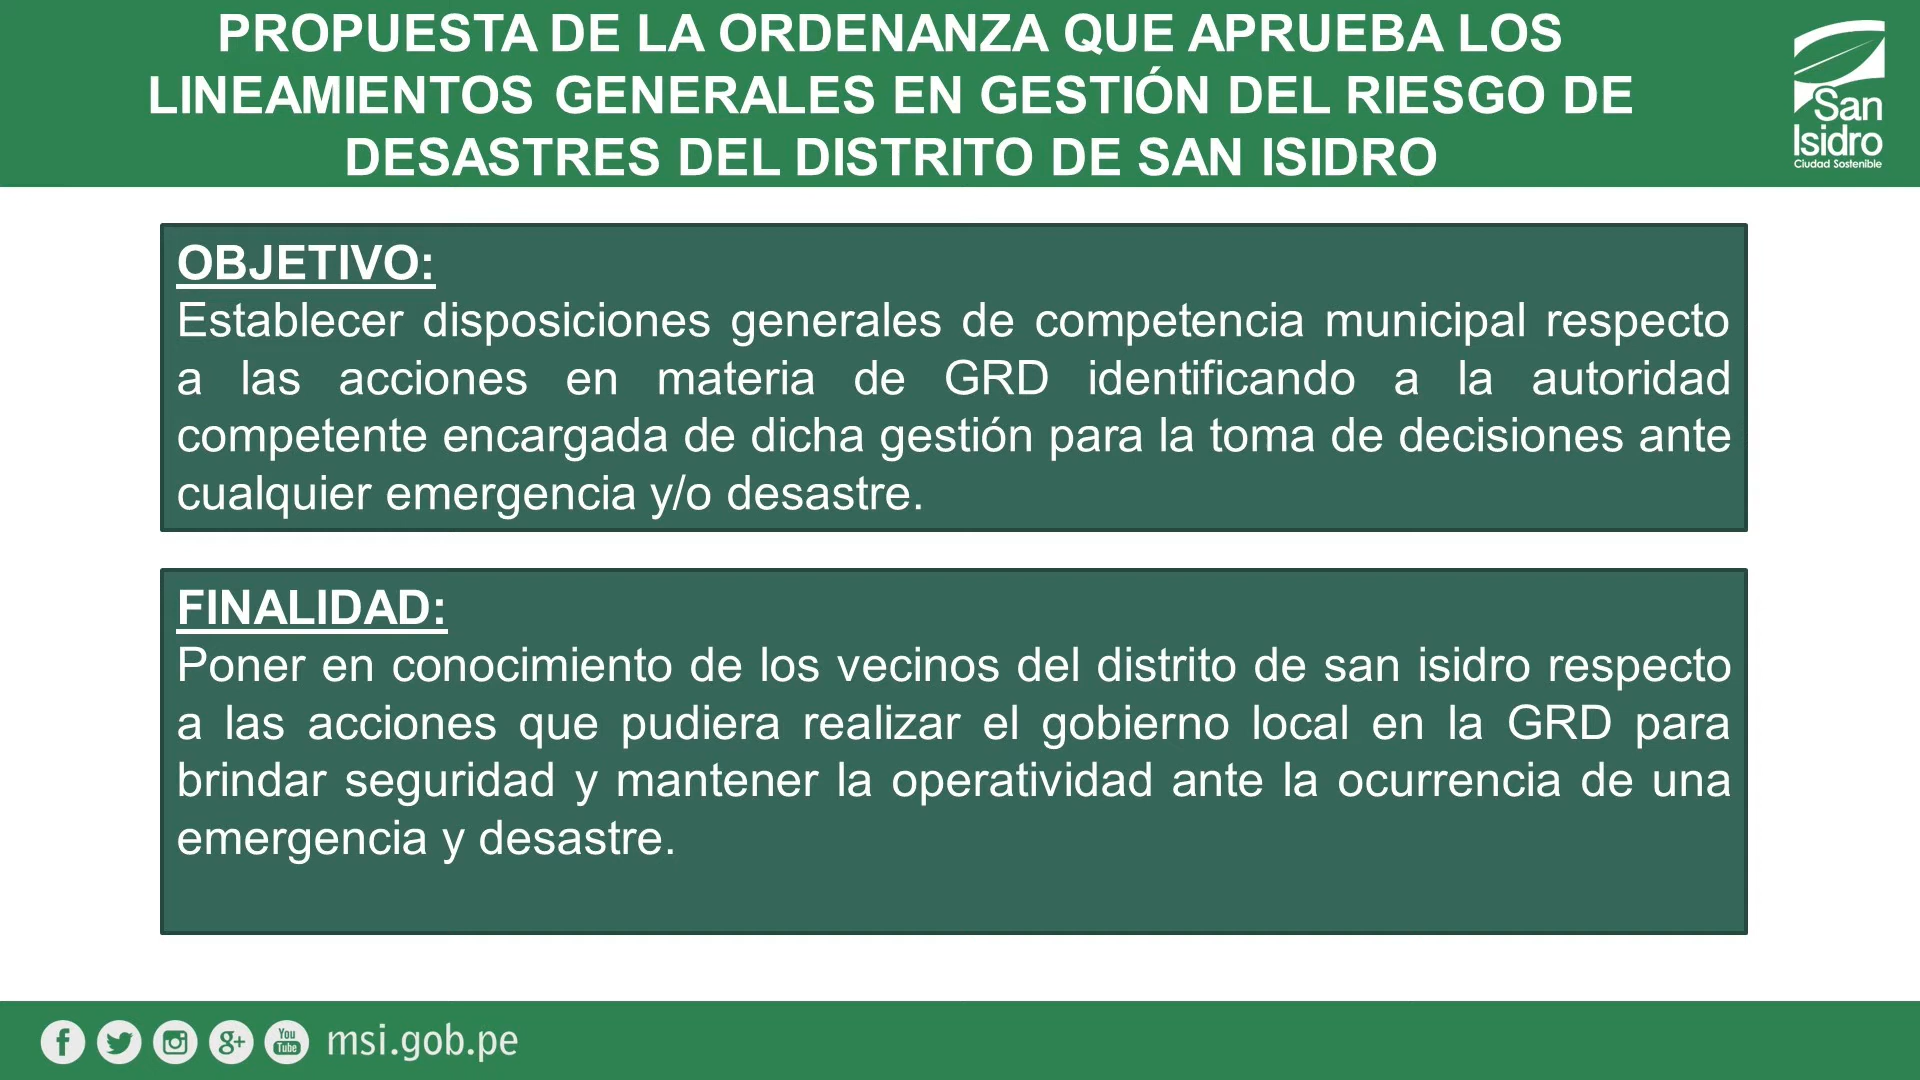 PROPUESTA DE LA ORDENANZA QUE APRUEBA LOS
LINEAMIENTOS GENERALES EN GESTIÓN DEL RIESGO DE
DESASTRES DEL DISTRITO DE SAN ISIDRO
San
Isidro
Ciudad Sostenible
OBJETIVO:
Establecer disposiciones generales de competencia municipal respecto
a las acciones en materia de GRD identificando a la autoridad
competente encargada de dicha gestión para la toma de decisiones ante
cualquier emergencia y/o desastre.
FINALIDAD:
Poner en conocimiento de los vecinos del distrito de san isidro respecto
a las acciones que pudiera realizar el gobierno local en la GRD para
brindar seguridad y mantener la operatividad ante la ocurrencia de una
emergencia y desastre.
f
g+
You
Tube
msi.gob.pe